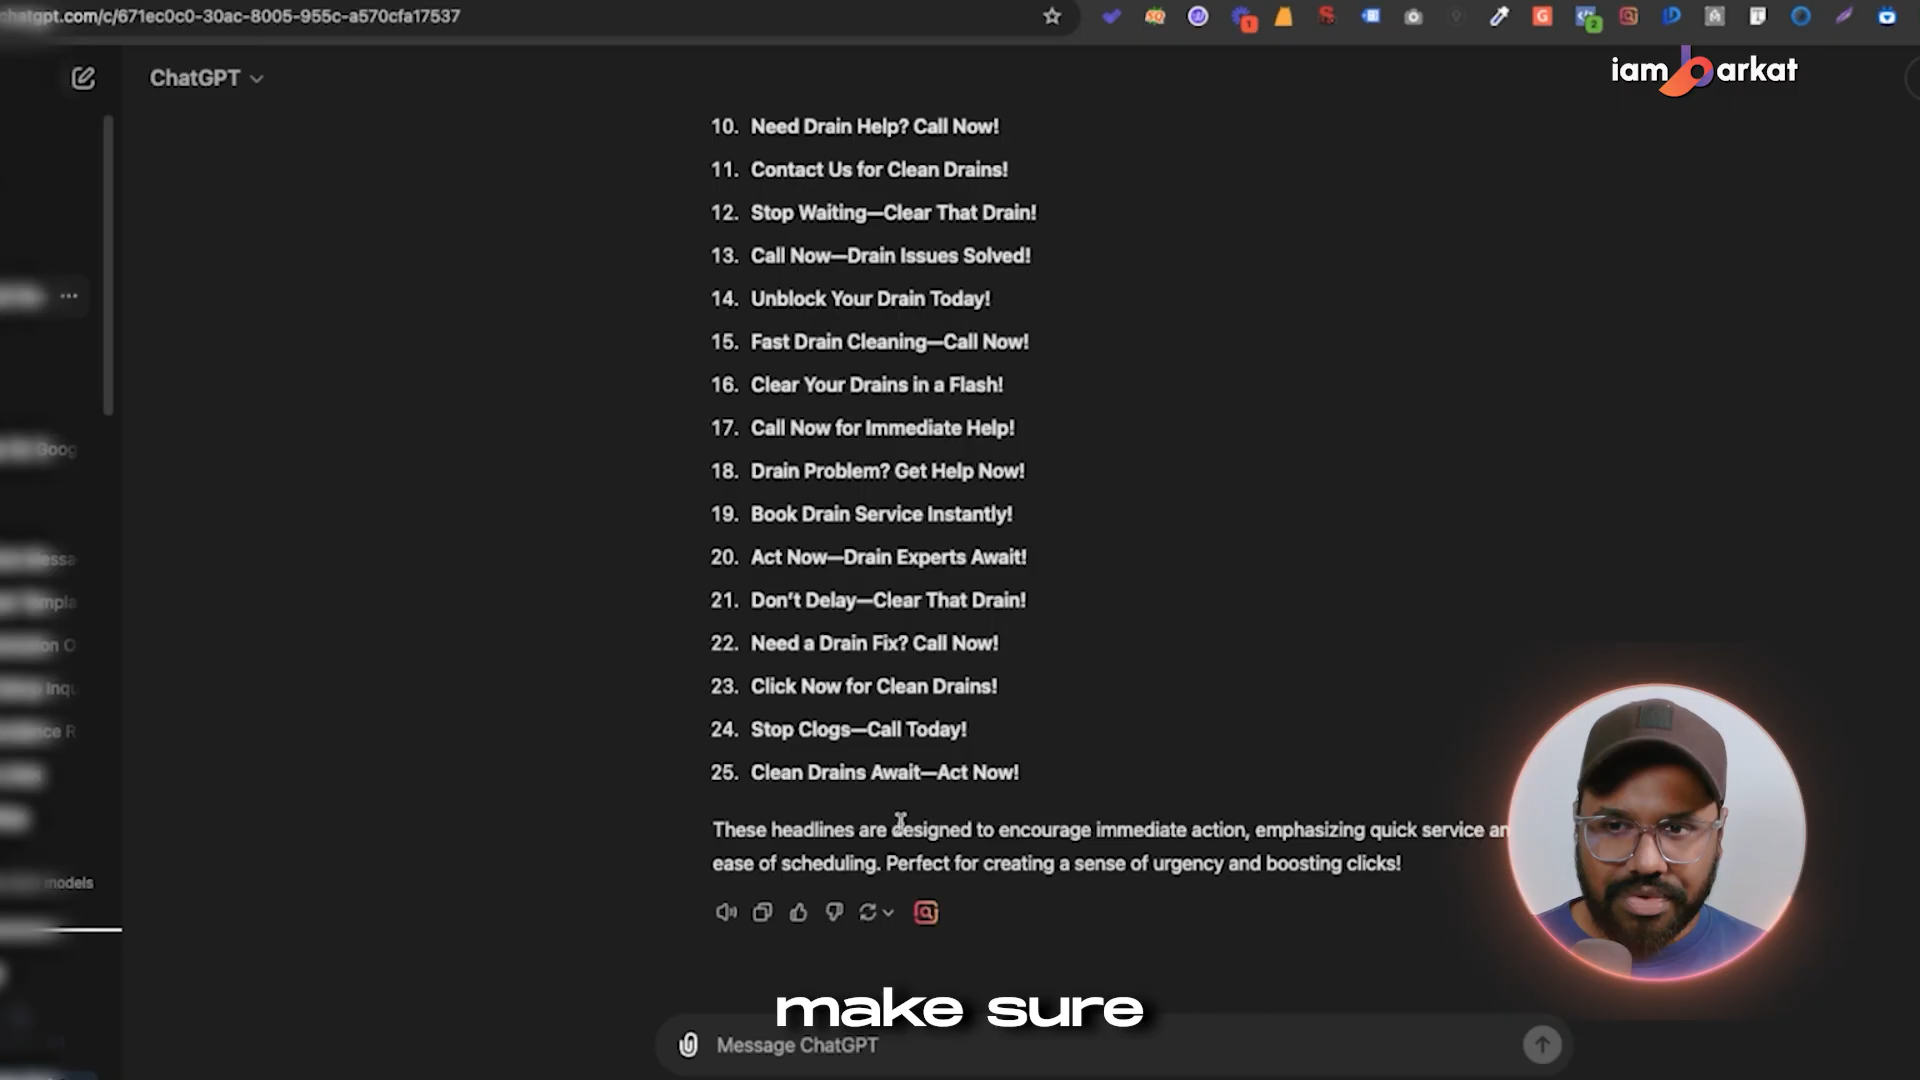 chatgpt.com/c/671ec0c0-30ac-8005-955c-a570cfa17537
ChatGPT
iam barkat
10. Need Drain Help? Call Now!
11. Contact Us for Clean Drains!
12. Stop Waiting—Clear That Drain!
13. Call Now—Drain Issues Solved!
14. Unblock Your Drain Today!
15. Fast Drain Cleaning—Call Now!
16. Clear Your Drains in a Flash!
17. Call Now for Immediate Help!
18. Drain Problem? Get Help Now!
19. Book Drain Service Instantly!
20. Act Now—Drain Experts Await!
21. Don't Delay—Clear That Drain!
22. Need a Drain Fix? Call Now!
23. Click Now for Clean Drains!
24. Stop Clogs—Call Today!
25. Clean Drains Await—Act Now!
These headlines are designed to encourage immediate action, emphasizing quick service an
ease of scheduling. Perfect for creating a sense of urgency and boosting clicks!
models
make sure
Message ChatGPT